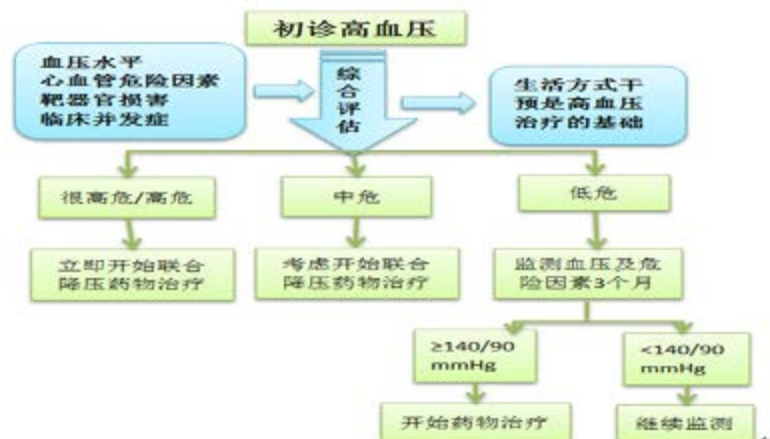 初诊高血压
血压水平
心血管危险因素
靶器官损害
临床并发症
综
合
评
估
生活方式干
预是高血压
治疗的基础
很高危/高危
中危
低危
立即开始联合
降压药物治疗
考虑开始联合
降压药物治疗
监测血压及危
险因素3个月
≥140/90
mmHg
<140/90
mmHg
开始药物治疗
继续监测